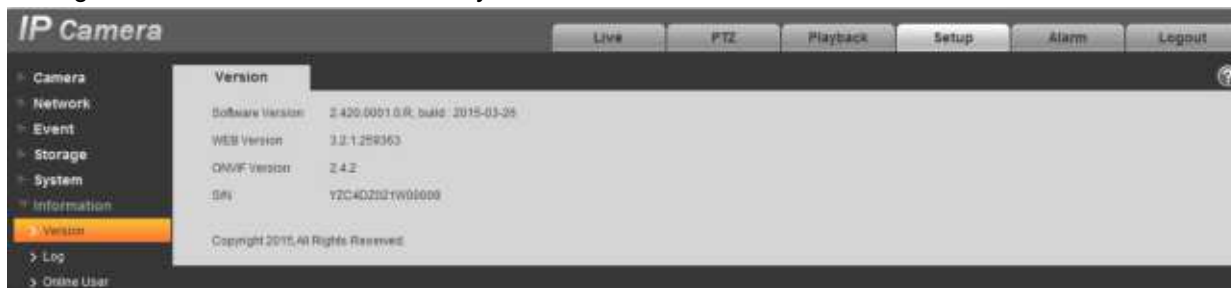 IP Camera
Live
PTZ
Playback
Setup
Alarm
Logout
Camera
Network
Event
Storage
System
Information
Version
Log
Online User
Version
Software Version 2.420.0001.0.R, build : 2015-03-26
WEB Version 3.2.1.259363
ONVIF Version 2.4.2
S/N
Copyright 2015,All Rights Reserved.